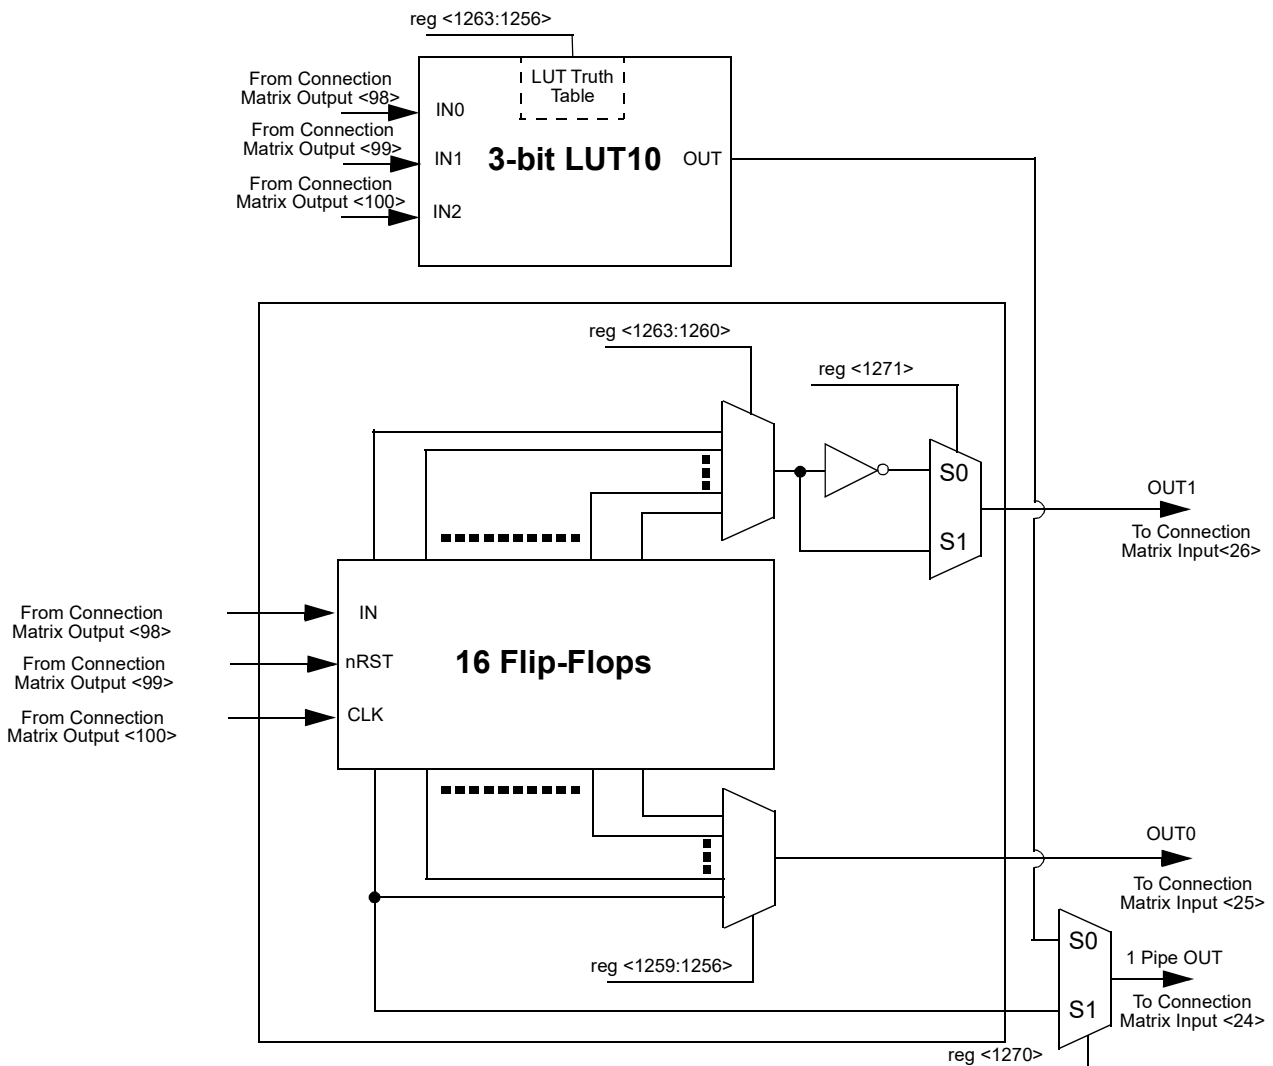 reg <1263:1256>
From Connection
Matrix Output <98>
LUT Truth
Table
IN0
From Connection
Matrix Output <99>
IN1
3-bit LUT10
OUT
From Connection
Matrix Output <100>
IN2
reg <1263:1260>
reg <1271>
S0
S1
OUT1
To Connection
Matrix Input<26>
From Connection
Matrix Output <98>
IN
From Connection
Matrix Output <99>
nRST
16 Flip-Flops
From Connection
Matrix Output <100>
CLK
OUT0
To Connection
Matrix Input <25>
reg <1259:1256>
S0
1 Pipe OUT
S1
To Connection
Matrix Input <24>
reg <1270>